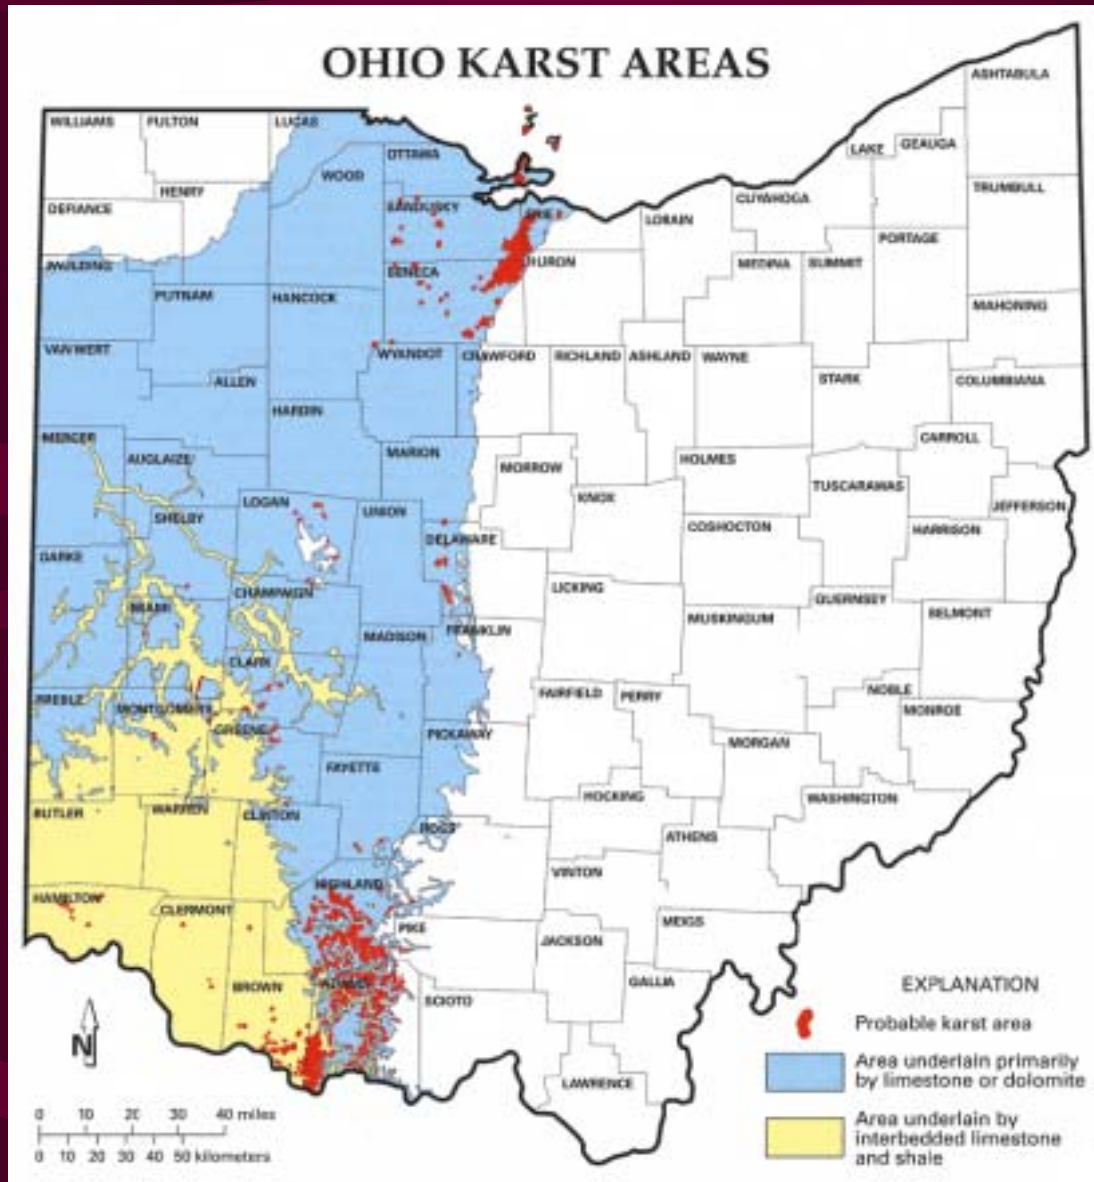 OHIO KARST AREAS
ASHTABULA
WILLIAMS
FULTON
LUCAS
LAKE
GEAUGA
OTTAWA
WOOD
HENRY
TRUMBULL
CUYAHOGA
DEFIANCE
SANDUSKY
ERIE
LORAIN
PORTAGE
HURON
MEDINA
SUMMIT
PAULDING
SENECA
PUTNAM
HANCOCK
MAHONING
VAN WERT
WYANDOT
CRAWFORD
RICHLAND
ASHLAND
WAYNE
ALLEN
STARK
COLUMBIANA
HARDIN
MERCER
CARROLL
AUGLAIZE
MARION
MORROW
HOLMES
TUSCARAWAS
LOGAN
UNION
KNOX
JEFFERSON
SHELBY
COSHOCTON
HARRISON
DELAWARE
DARKE
LICKING
CHAMPAIGN
GUERNSEY
MIAMI
BELMONT
MUSKINGUM
MADISON
FRANKLIN
CLARK
FAIRFIELD
PERRY
NOBLE
PREBLE
MONTGOMERY
MONROE
GREENE
PICKAWAY
MORGAN
FAYETTE
HOCKING
WASHINGTON
BUTLER
WARREN
CLINTON
ROSS
ATHENS
VINTON
HIGHLAND
HAMILTON
CLERMONT
MEIGS
PIKE
JACKSON
GALLIA
ADAMS
BROWN
SCIOTO
LAWRENCE
EXPLANATION
Probable karst area
Area underlain primarily
by limestone or dolomite
Area underlain by
interbedded limestone
and shale
N
0 10 20 30 40 miles
0 10 20 30 40 50 kilometers